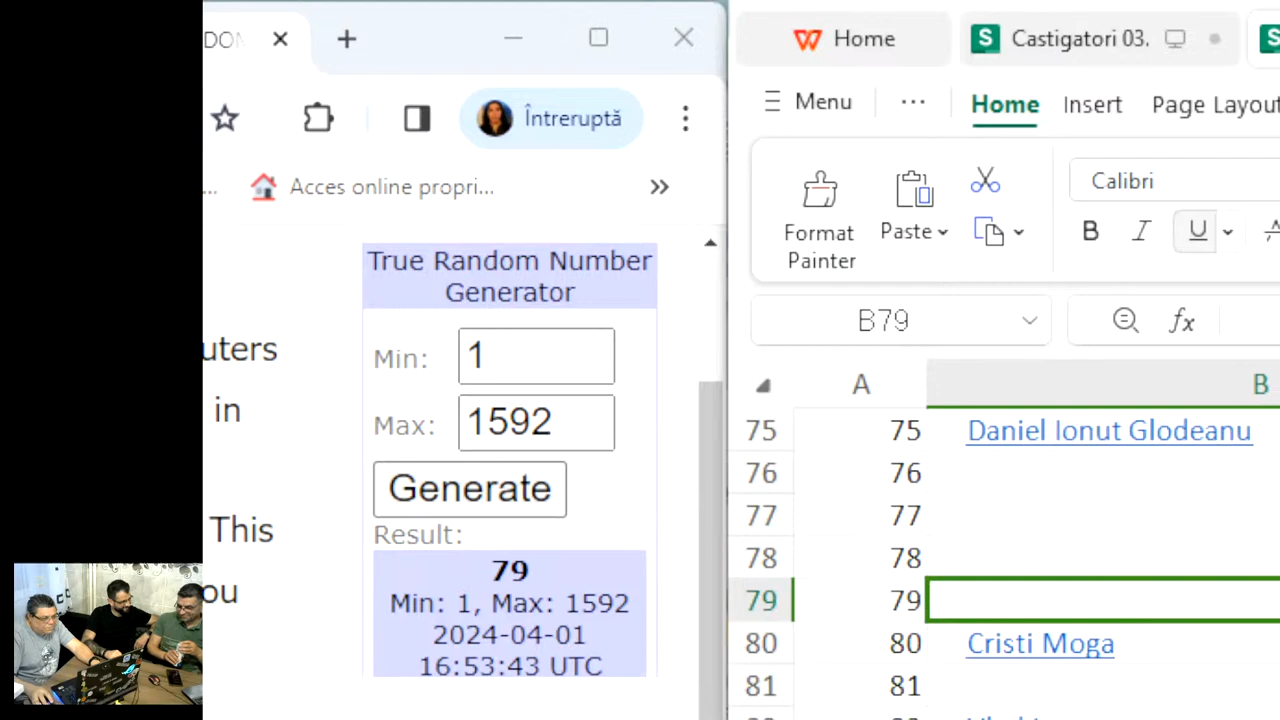 Home
Castigatori 03.
Întreruptă
Menu
...
Home
Insert
Page Layou
...
Acces online propri...
»
Format
Painter
Paste
Calibri
B
I
U
B79
fx
True Random Number
Generator
Min:
1
Max:
1592
Generate
Result:
79
Min: 1, Max: 1592
2024-04-01
16:53:43 UTC
uters
in
This
ou
A
B
75
75
Daniel Ionut Glodeanu
76
76
77
77
78
78
79
79
80
80
Cristi Moga
81
81